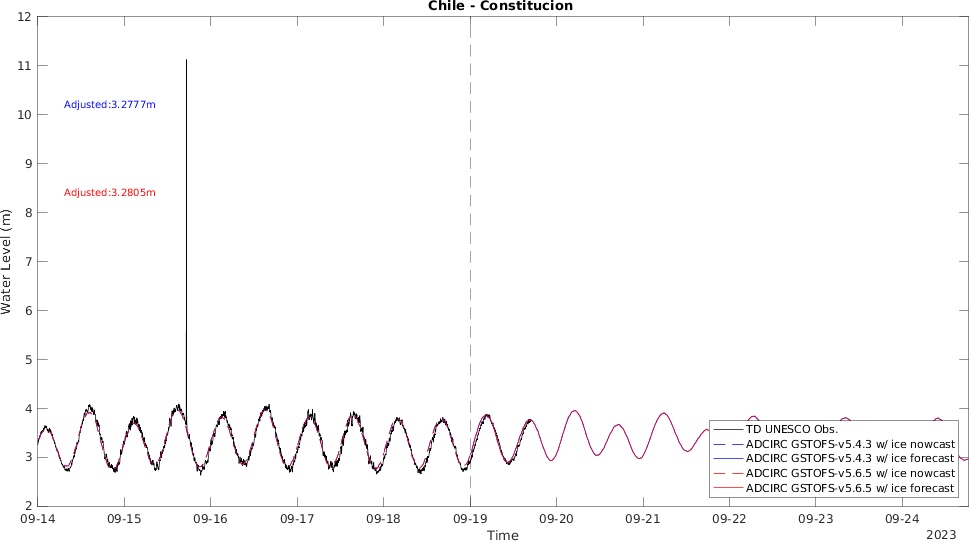 Chile - Constitucion
12
11
10
9
8
7
6
5
4
3
2
Water Level (m)
Adjusted:3.2777m
Adjusted:3.2805m
TD UNESCO Obs.
ADCIRC GSTOFS-v5.4.3 w/ ice nowcast
ADCIRC GSTOFS-v5.4.3 w/ ice forecast
ADCIRC GSTOFS-v5.6.5 w/ ice nowcast
ADCIRC GSTOFS-v5.6.5 w/ ice forecast
09-14 09-15 09-16 09-17 09-18 09-19 09-20 09-21 09-22 09-23 09-24
Time
2023